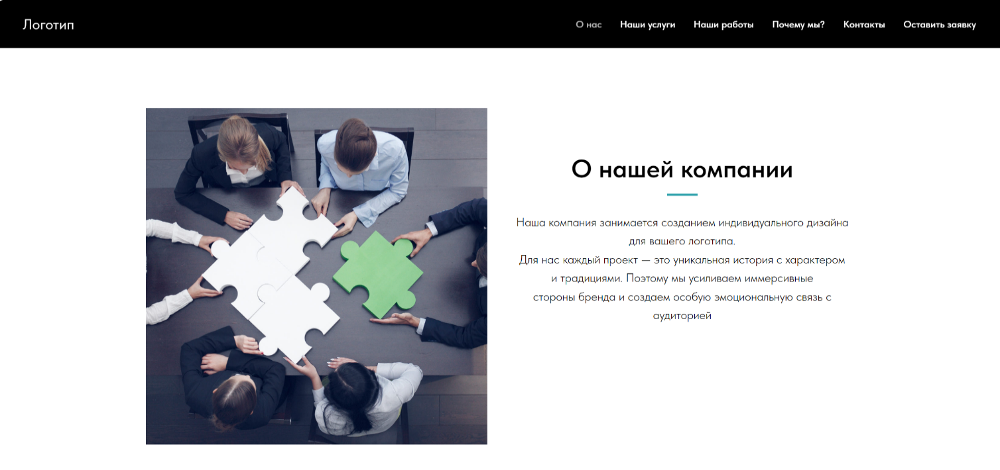 Логотип
О нас Наши услуги Наши работы Почему мы? Контакты Оставить заявку
О нашей компании
Наша компания занимается созданием индивидуального дизайна
для вашего логотипа.
Для нас каждый проект — это уникальная история с характером
и традициями. Поэтому мы усиливаем иммерсивные
стороны бренда и создаем особую эмоциональную связь с
аудиторией